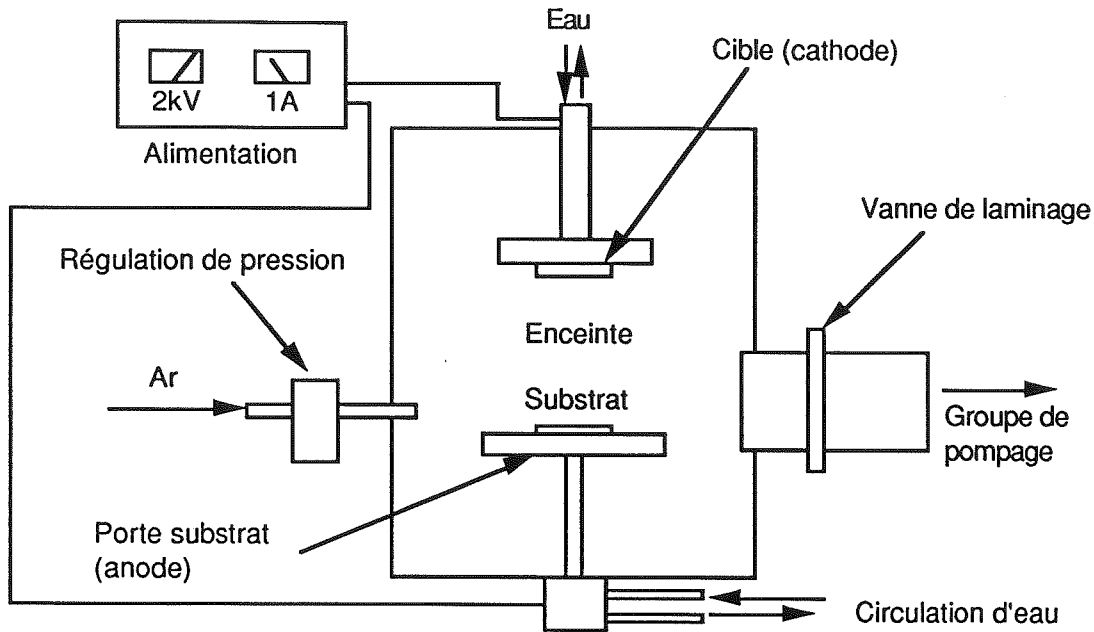 Eau
Cible (cathode)
2kV
1A
Alimentation
Vanne de laminage
Régulation de pression
Enceinte
Ar
Substrat
Groupe de
pompage
Porte substrat
(anode)
Circulation d'eau